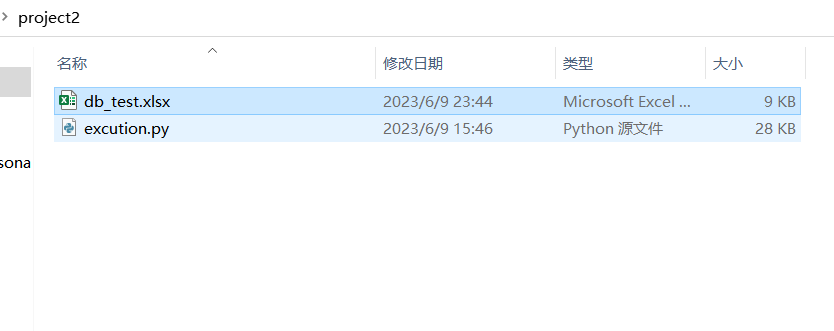 project2
名称 修改日期 类型 大小
db_test.xlsx 2023/6/9 23:44 Microsoft Excel ... 9 KB
excution.py 2023/6/9 15:46 Python 源文件 28 KB
sona